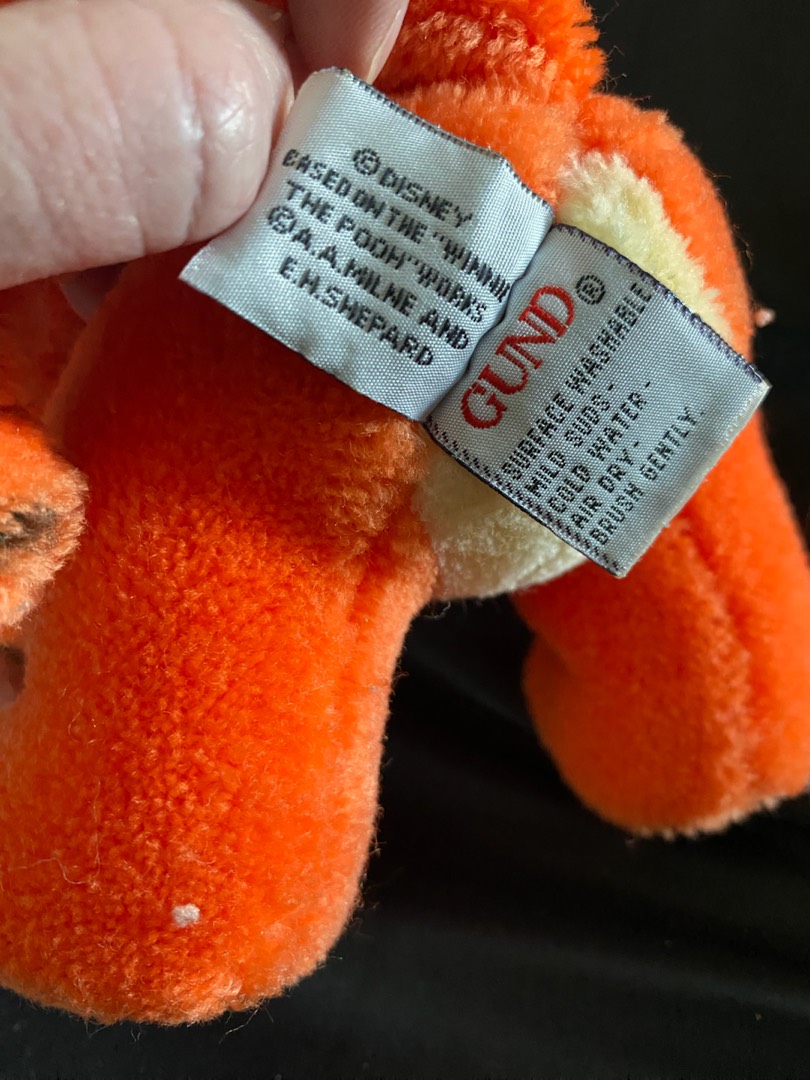 ©DISNEY
BASED ON THE "WINNIE
THE POOH" WORKS
©A.A.MILNE AND
E.H.SHEPARD
GUND®
SURFACE WASHABLE
MILD SUDS-
COLD WATER-
AIR DRY-
BRUSH GENTLY.